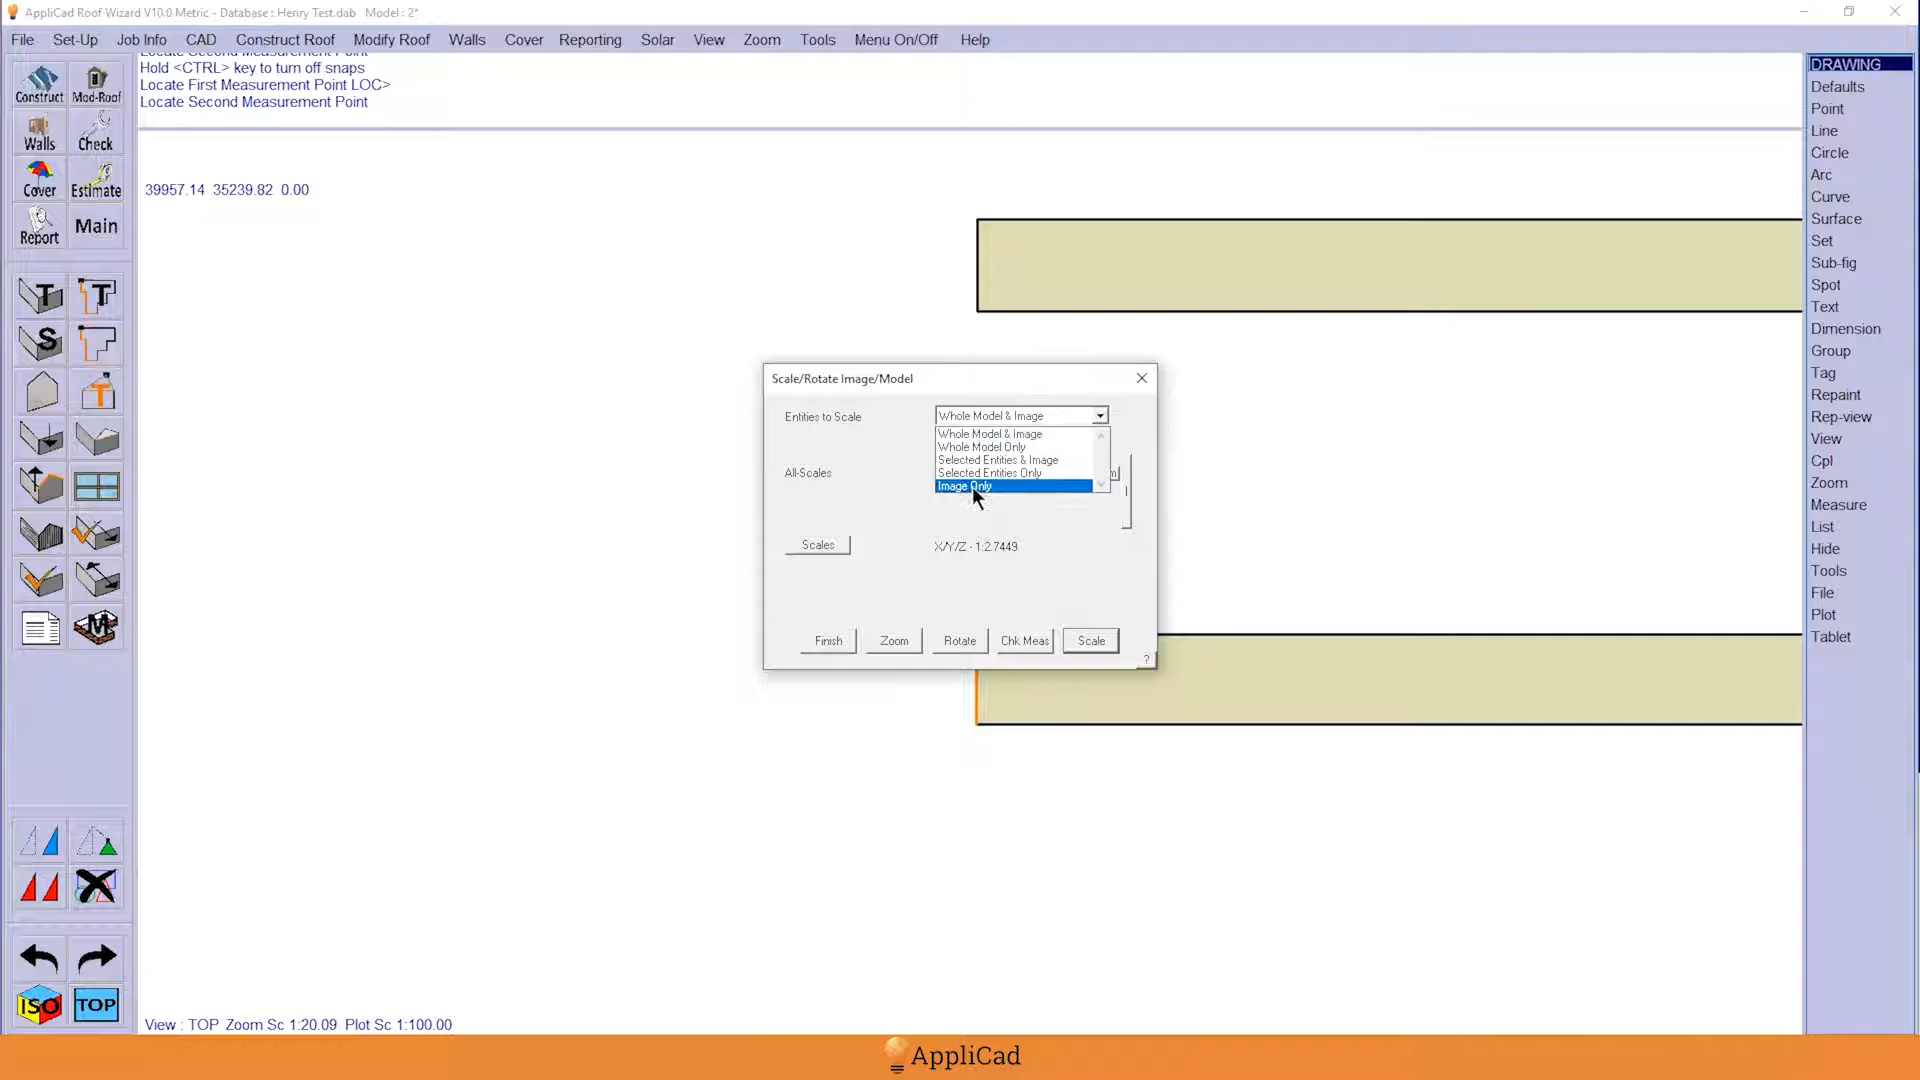 AppliCad Roof-Wizard V10.0 Metric - Database : Henry Test.dab Model : 2*
File Set-Up Job Info CAD Construct Roof Modify Roof Walls Cover Reporting Solar View Zoom Tools Menu On/Off Help
Locate Second Measurement Point
Hold <CTRL> key to turn off snaps
Locate First Measurement Point LOC>
Locate Second Measurement Point
39957.14 35239.82 0.00
Construct Mod-Roof
Walls Check
Cover Estimate
Report Main
T T
S
T
M
ISO TOP
Scale/Rotate Image/Model
Entities to Scale Whole Model & Image
Whole Model & Image
Whole Model Only
Selected Entities & Image
Selected Entities Only
Image Only
All-Scales
Scales X/Y/Z - 1:2.7449
Finish Zoom Rotate Chk Meas Scale
?
View : TOP Zoom Sc 1:20.09 Plot Sc 1:100.00
DRAWING
Defaults
Point
Line
Circle
Arc
Curve
Surface
Set
Sub-fig
Spot
Text
Dimension
Group
Tag
Repaint
Rep-view
View
Cpl
Zoom
Measure
List
Hide
Tools
File
Plot
Tablet
AppliCad